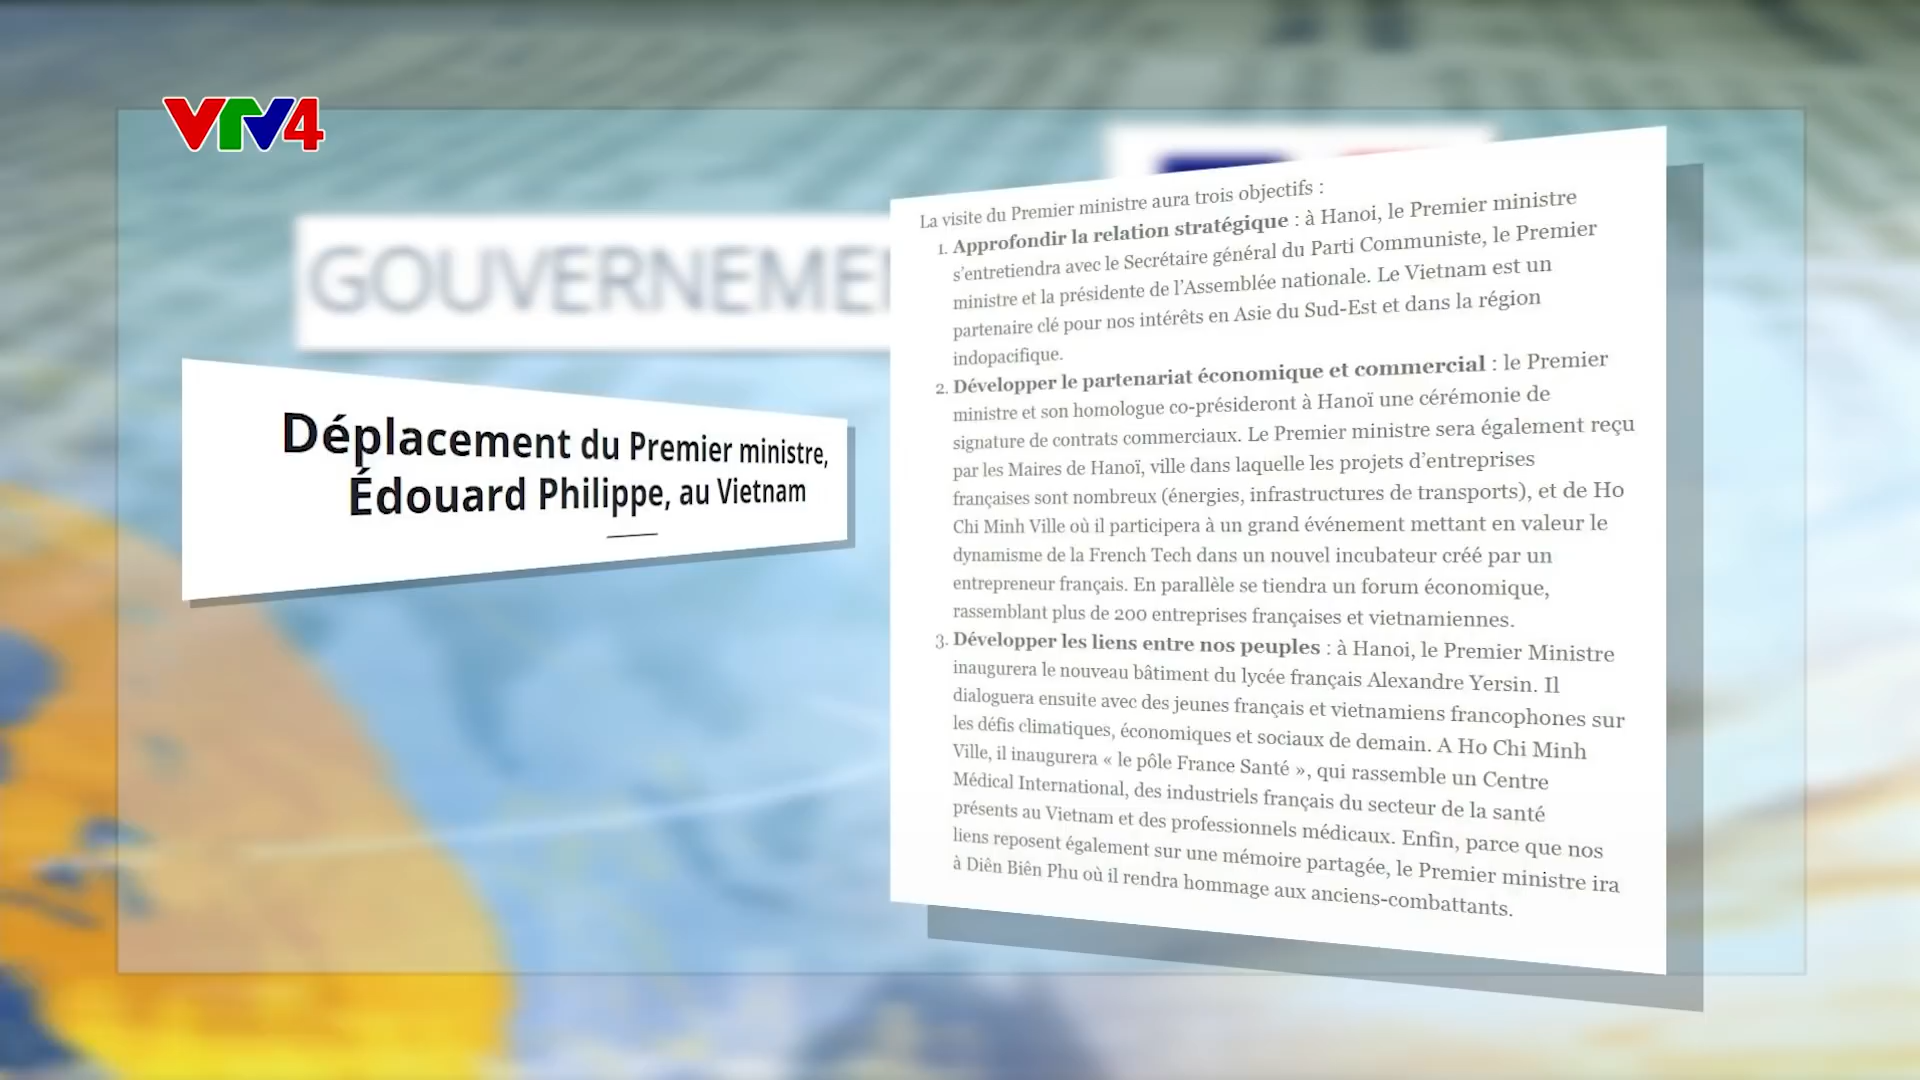 VTV4
GOUVERNEME
Déplacement du Premier ministre,
Édouard Philippe, au Vietnam
La visite du Premier ministre aura trois objectifs :
1. Approfondir la relation stratégique : à Hanoi, le Premier ministre
s'entretiendra avec le Secrétaire général du Parti Communiste, le Premier
ministre et la présidente de l'Assemblée nationale. Le Vietnam est un
partenaire clé pour nos intérêts en Asie du Sud-Est et dans la région
indopacifique.
2. Développer le partenariat économique et commercial : le Premier
ministre et son homologue co-présideront à Hanoï une cérémonie de
signature de contrats commerciaux. Le Premier ministre sera également reçu
par les Maires de Hanoï, ville dans laquelle les projets d'entreprises
françaises sont nombreux (énergies, infrastructures de transports), et de Ho
Chi Minh Ville où il participera à un grand événement mettant en valeur le
dynamisme de la French Tech dans un nouvel incubateur créé par un
entrepreneur français. En parallèle se tiendra un forum économique,
rassemblant plus de 200 entreprises françaises et vietnamiennes.
3. Développer les liens entre nos peuples : à Hanoi, le Premier Ministre
inaugurera le nouveau bâtiment du lycée français Alexandre Yersin. Il
dialoguera ensuite avec des jeunes français et vietnamiens francophones sur
les défis climatiques, économiques et sociaux de demain. A Ho Chi Minh
Ville, il inaugurera « le pôle France Santé », qui rassemble un Centre
Médical International, des industriels français du secteur de la santé
présents au Vietnam et des professionnels médicaux. Enfin, parce que nos
liens reposent également sur une mémoire partagée, le Premier ministre ira
à Diên Biên Phu où il rendra hommage aux anciens-combattants.